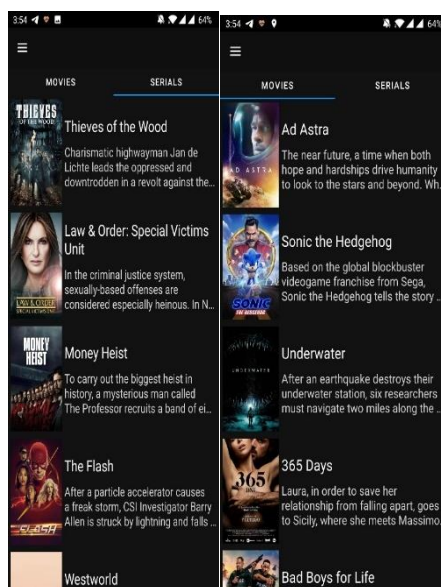 3:54
64%
MOVIES
SERIALS
THIEVES
OF THE WOOD
Thieves of the Wood
Charismatic highwayman Jan de
Lichte leads the oppressed and
downtrodden in a revolt against the...
LAW & ORDER
SPECIAL VICTIMS UNIT
Law & Order: Special Victims
Unit
In the criminal justice system,
sexually-based offenses are
considered especially heinous. In N...
MONEY
HEIST
Money Heist
To carry out the biggest heist in
history, a mysterious man called
The Professor recruits a band of ei...
FLASH
The Flash
After a particle accelerator causes
a freak storm, CSI Investigator Barry
Allen is struck by lightning and falls ...
Westworld
3:54
64%
MOVIES
SERIALS
AD ASTRA
Ad Astra
The near future, a time when both
hope and hardships drive humanity
to look to the stars and beyond. Wh...
SONIC
THE HEDGEHOG
Sonic the Hedgehog
Based on the global blockbuster
videogame franchise from Sega,
Sonic the Hedgehog tells the story ...
UNDERWATER
Underwater
After an earthquake destroys their
underwater station, six researchers
must navigate two miles along the ...
365
365 Days
Laura, in order to save her
relationship from falling apart, goes
to Sicily, where she meets Massimo.
Bad Boys for Life